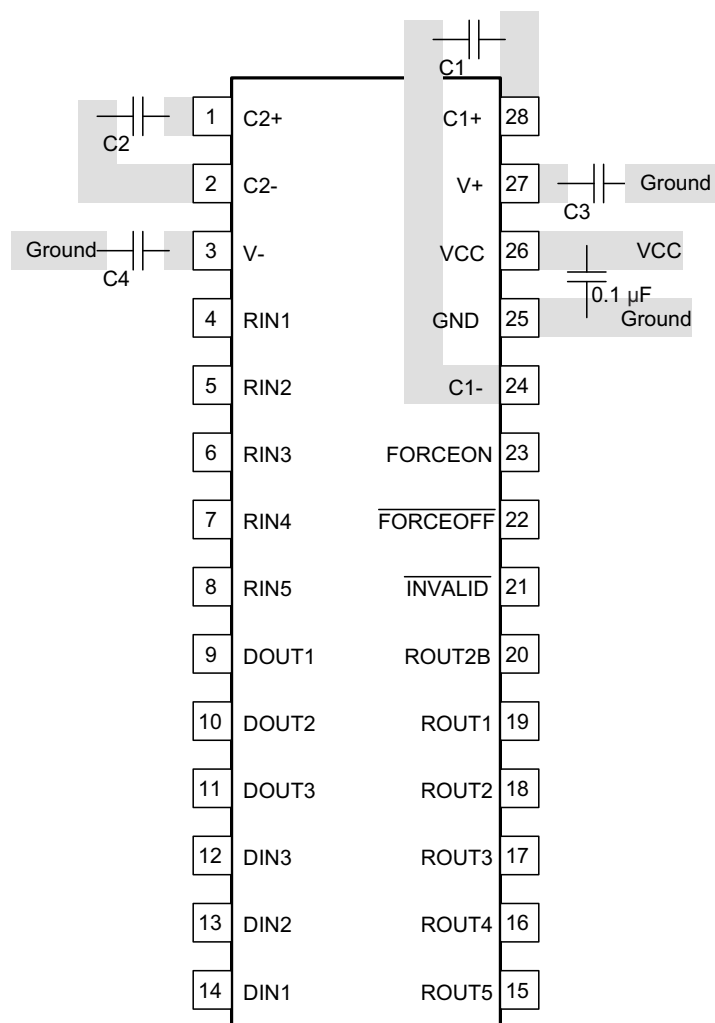 C1
1 C2+ C1+ 28
C2
2 C2- V+ 27 Ground
C3
Ground 3 V- VCC 26 VCC
C4
0.1 µF
4 RIN1 GND 25 Ground
5 RIN2 C1- 24
6 RIN3 FORCEON 23
7 RIN4 FORCEOFF 22
8 RIN5 INVALID 21
9 DOUT1 ROUT2B 20
10 DOUT2 ROUT1 19
11 DOUT3 ROUT2 18
12 DIN3 ROUT3 17
13 DIN2 ROUT4 16
14 DIN1 ROUT5 15